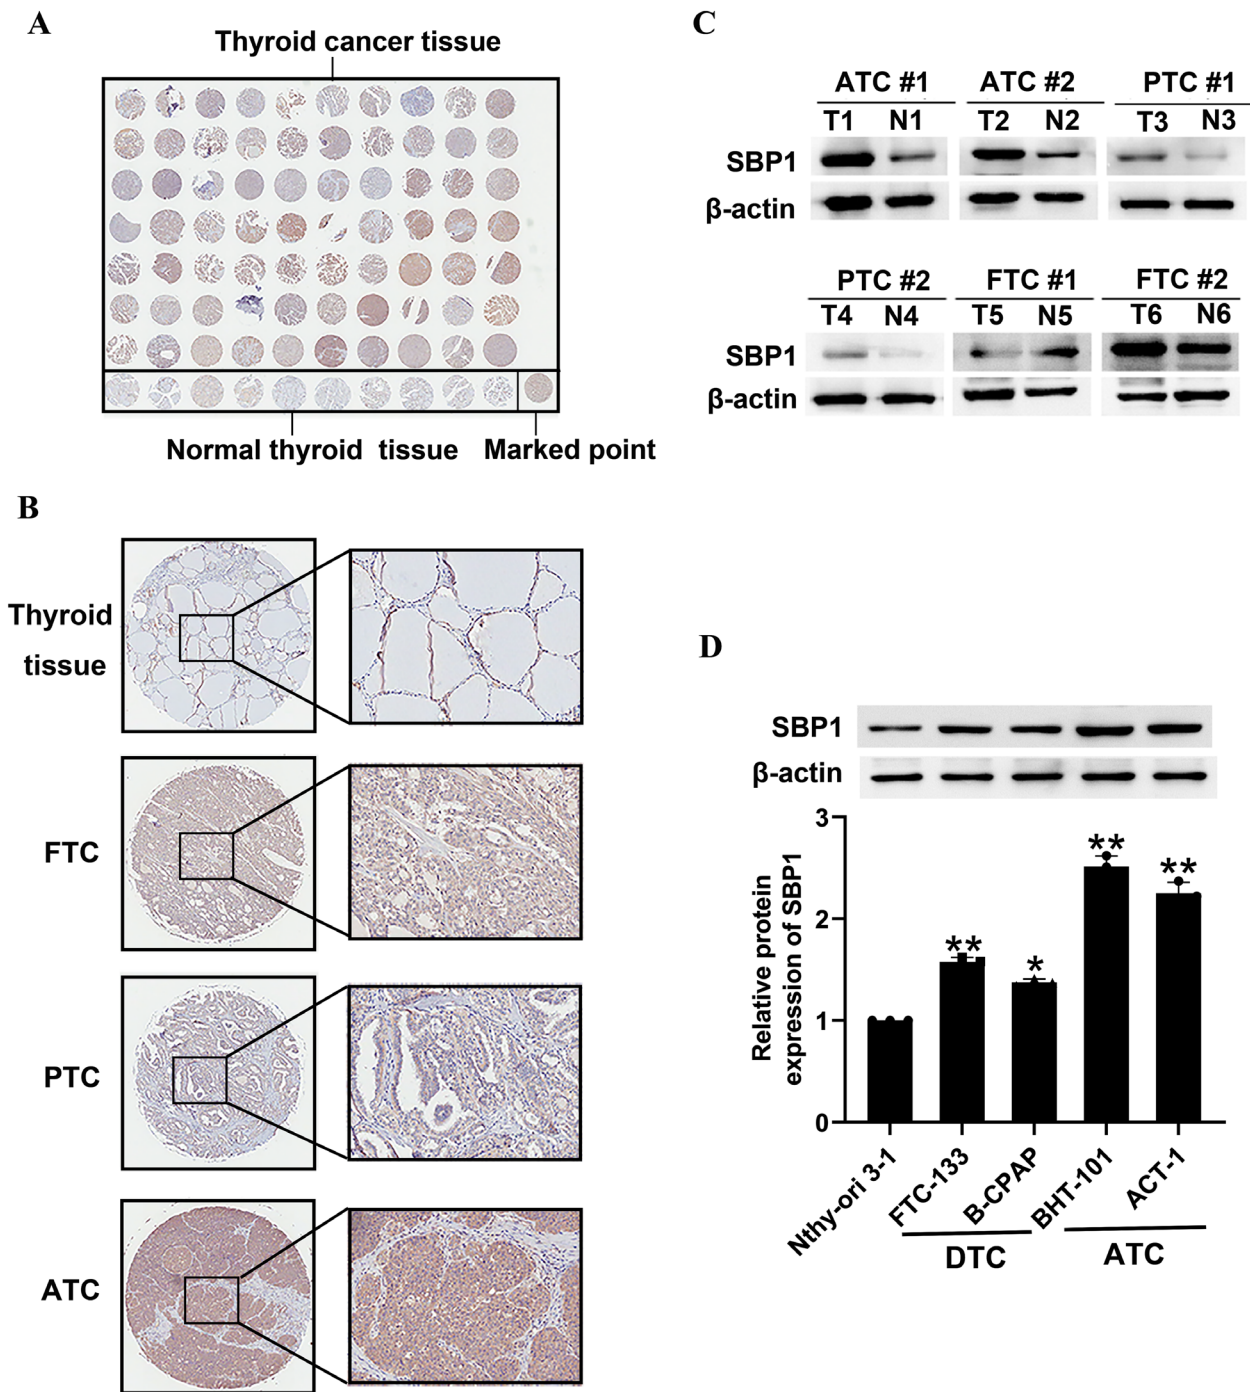 A
Thyroid cancer tissue
Normal thyroid tissue
Marked point
B
Thyroid
tissue
FTC
PTC
ATC
C
ATC #1
ATC #2
PTC #1
T1
N1
T2
N2
T3
N3
SBP1
β-actin
PTC #2
FTC #1
FTC #2
T4
N4
T5
N5
T6
N6
SBP1
β-actin
D
SBP1
β-actin
Relative protein
expression of SBP1
3
2
1
0
**
*
**
**
Nthy-ori 3-1
FTC-133
B-CPAP
BHT-101
ACT-1
DTC
ATC